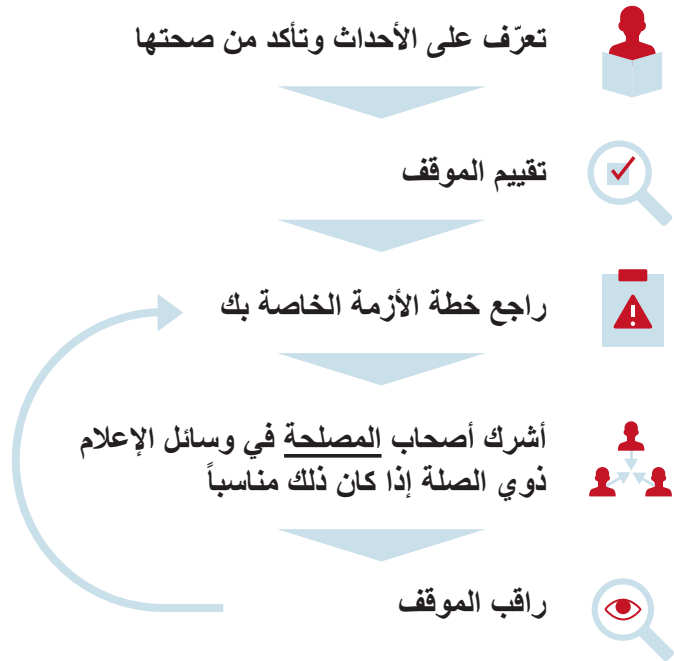 تعرّف على الأحداث وتأكد من صحتها
تقييم الموقف
راجع خطة الأزمة الخاصة بك
أشرك أصحاب المصلحة في وسائل الإعلام
ذوي الصلة إذا كان ذلك مناسباً
راقب الموقف